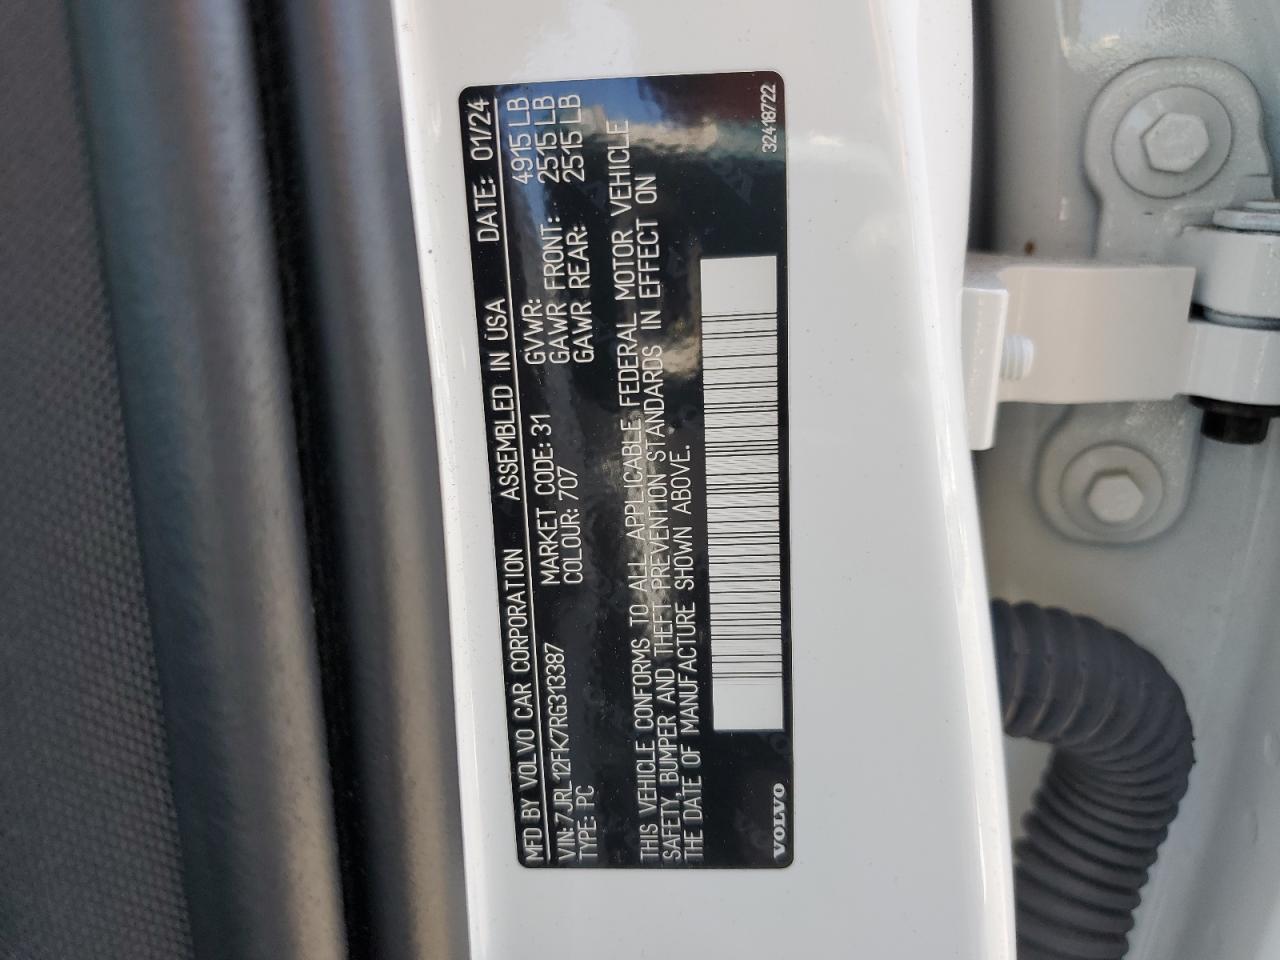 MFD BY VOLVO CAR CORPORATION ASSEMBLED IN USA DATE: 01/24
VIN: 7JRL12FK7RG313387 MARKET CODE: 31 GVWR: 4915 LB
TYPE: PC COLOUR: 707 GAWR FRONT: 2515 LB
GAWR REAR: 2515 LB
THIS VEHICLE CONFORMS TO ALL APPLICABLE FEDERAL MOTOR VEHICLE
SAFETY, BUMPER AND THEFT PREVENTION STANDARDS IN EFFECT ON
THE DATE OF MANUFACTURE SHOWN ABOVE.
VOLVO 32418722